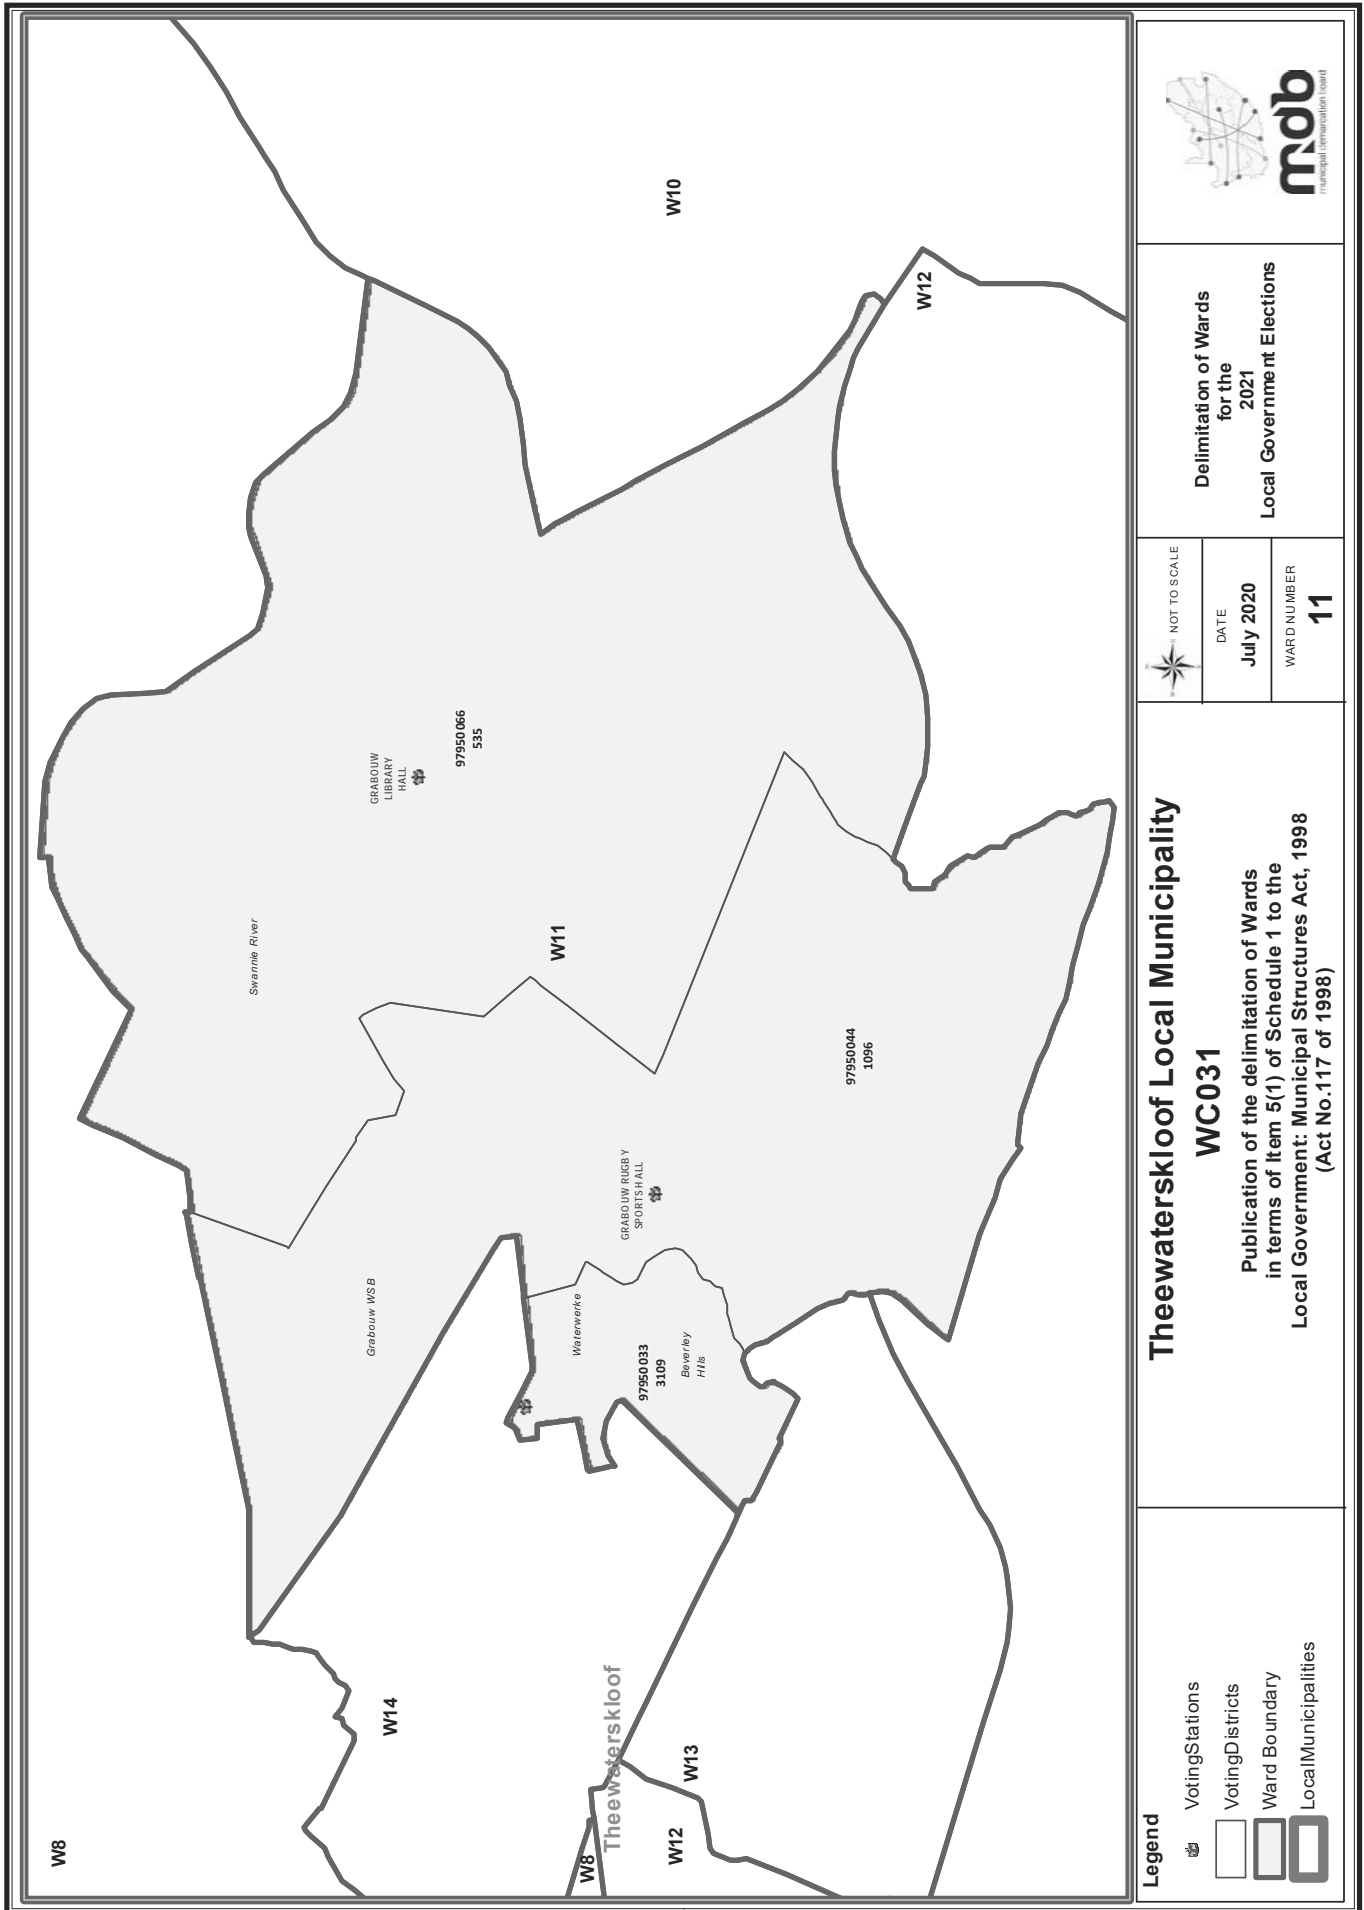 W8
W14
W8
Theewaterskloof
W12
W13
W10
W12
W11
Swannie River
GRABOUW
LIBRARY
HALL
97950066
535
Grabouw WSB
GRABOUW RUGBY
SPORTS HALL
Waterwerke
97950033
3109
Beverley
Hills
97950044
1096
Legend
VotingStations
VotingDistricts
Ward Boundary
LocalMunicipalities
Theewaterskloof Local Municipality
WC031
Publication of the delimitation of Wards
in terms of Item 5(1) of Schedule 1 to the
Local Government: Municipal Structures Act, 1998
(Act No.117 of 1998)
NOT TO SCALE
DATE
July 2020
WARD NUMBER
11
Delimitation of Wards
for the
2021
Local Government Elections
mdb
municipal demarcation board